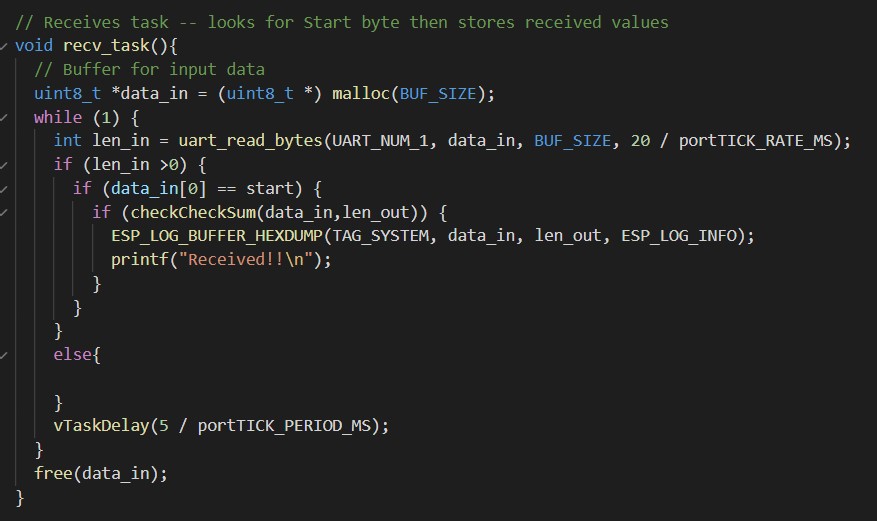 // Receives task -- looks for Start byte then stores received values
void recv_task(){
  // Buffer for input data
  uint8_t *data_in = (uint8_t *) malloc(BUF_SIZE);
  while (1) {
    int len_in = uart_read_bytes(UART_NUM_1, data_in, BUF_SIZE, 20 / portTICK_RATE_MS);
    if (len_in >0) {
      if (data_in[0] == start) {
        if (checkCheckSum(data_in,len_out)) {
          ESP_LOG_BUFFER_HEXDUMP(TAG_SYSTEM, data_in, len_out, ESP_LOG_INFO);
          printf("Received!!\n");
        }
      }
    }
    else{
    }
    vTaskDelay(5 / portTICK_PERIOD_MS);
  }
  free(data_in);
}